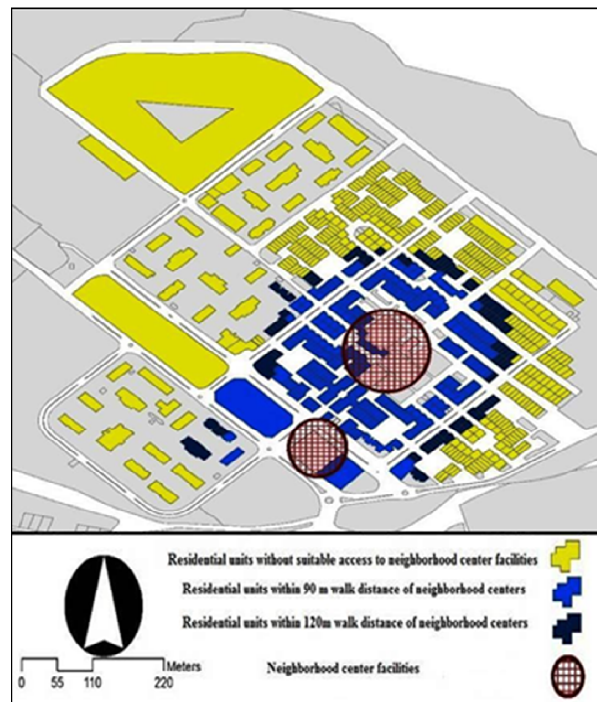 Residential units without suitable access to neighborhood center facilities
Residential units within 90 m walk distance of neighborhood centers
Residential units within 120m walk distance of neighborhood centers
Neighborhood center facilities
Meters
0 55 110 220